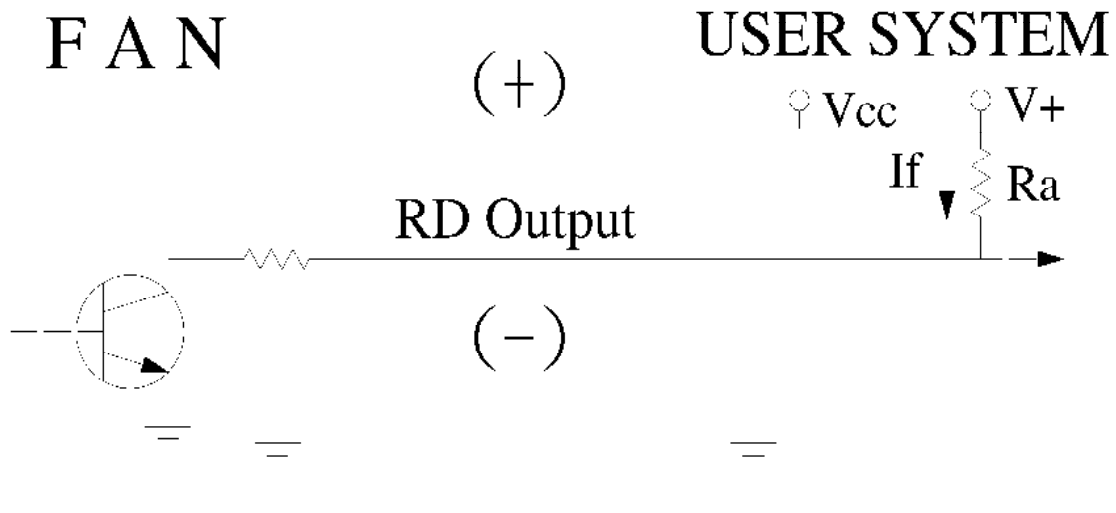 F A N
USER SYSTEM
(+)
Vcc
V+
If
Ra
RD Output
(-)